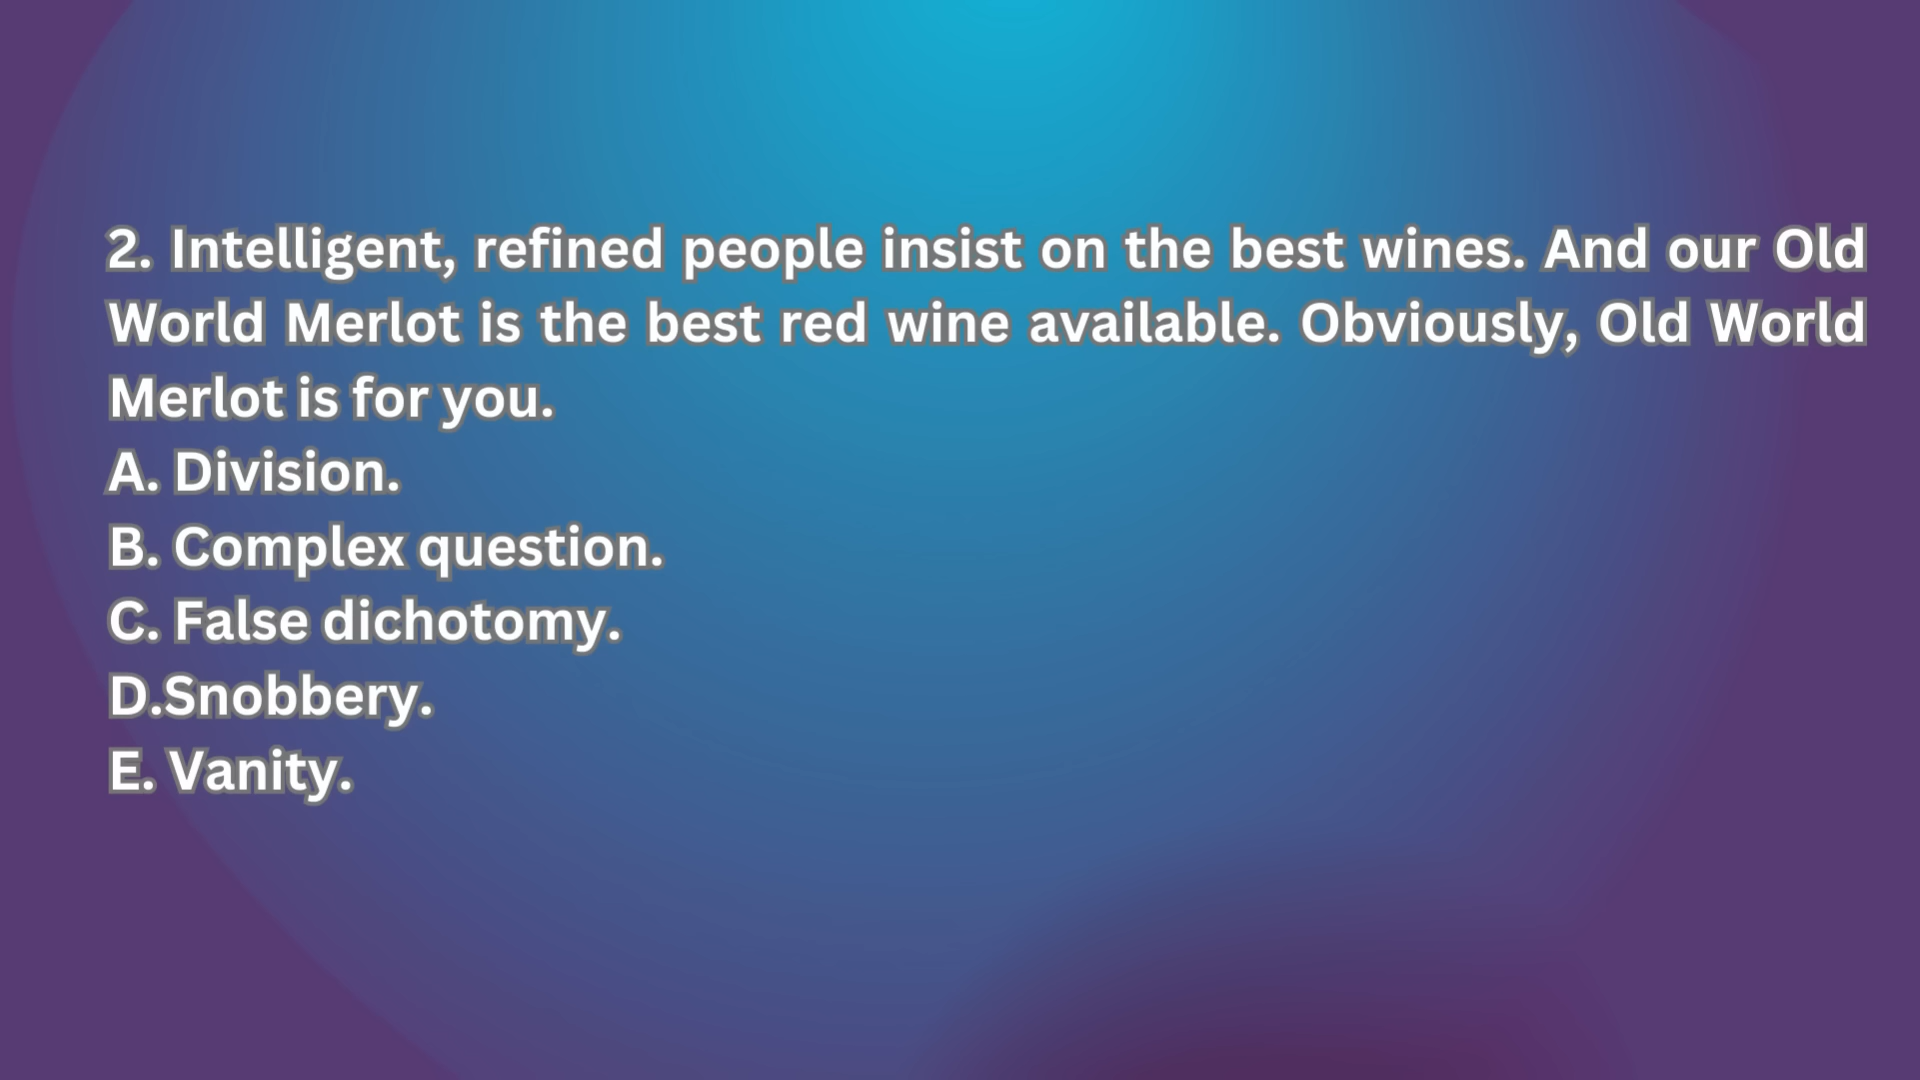 2. Intelligent, refined people insist on the best wines. And our Old
World Merlot is the best red wine available. Obviously, Old World
Merlot is for you.
A. Division.
B. Complex question.
C. False dichotomy.
D.Snobbery.
E. Vanity.